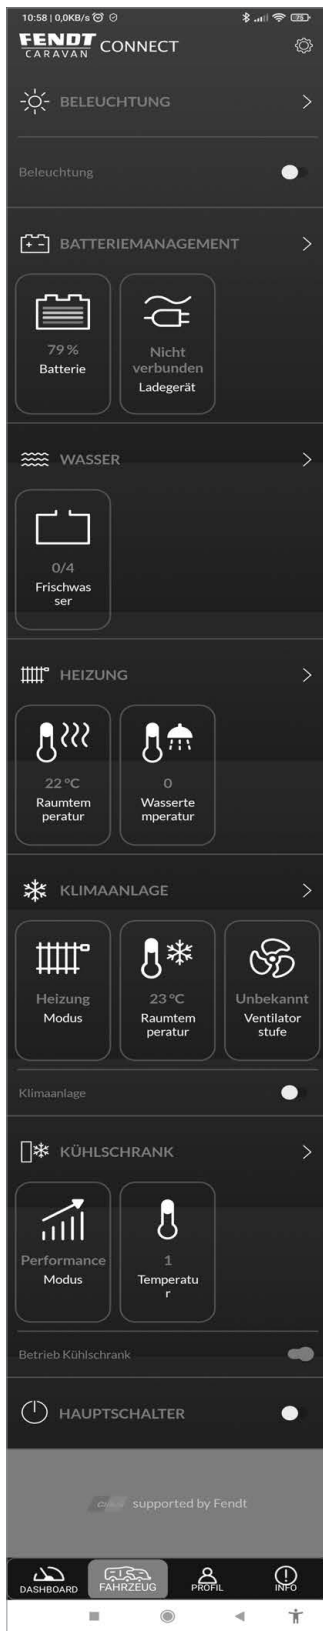 10:58 | 0,0KB/s
FENDT CONNECT
CARAVAN
BELEUCHTUNG
Beleuchtung
BATTERIEMANAGEMENT
79 % Nicht
Batterie verbunden
Ladegerät
WASSER
0/4
Frischwas
ser
HEIZUNG
22 °C 0
Raumtem Wasserte
peratur mperatur
KLIMAANLAGE
Heizung 23 °C Unbekannt
Modus Raumtem Ventilator
peratur stufe
Klimaanlage
KÜHLSCHRANK
Performance 1
Modus Temperatu
r
Betrieb Kühlschrank
HAUPTSCHALTER
supported by Fendt
DASHBOARD FAHRZEUG PROFIL INFO